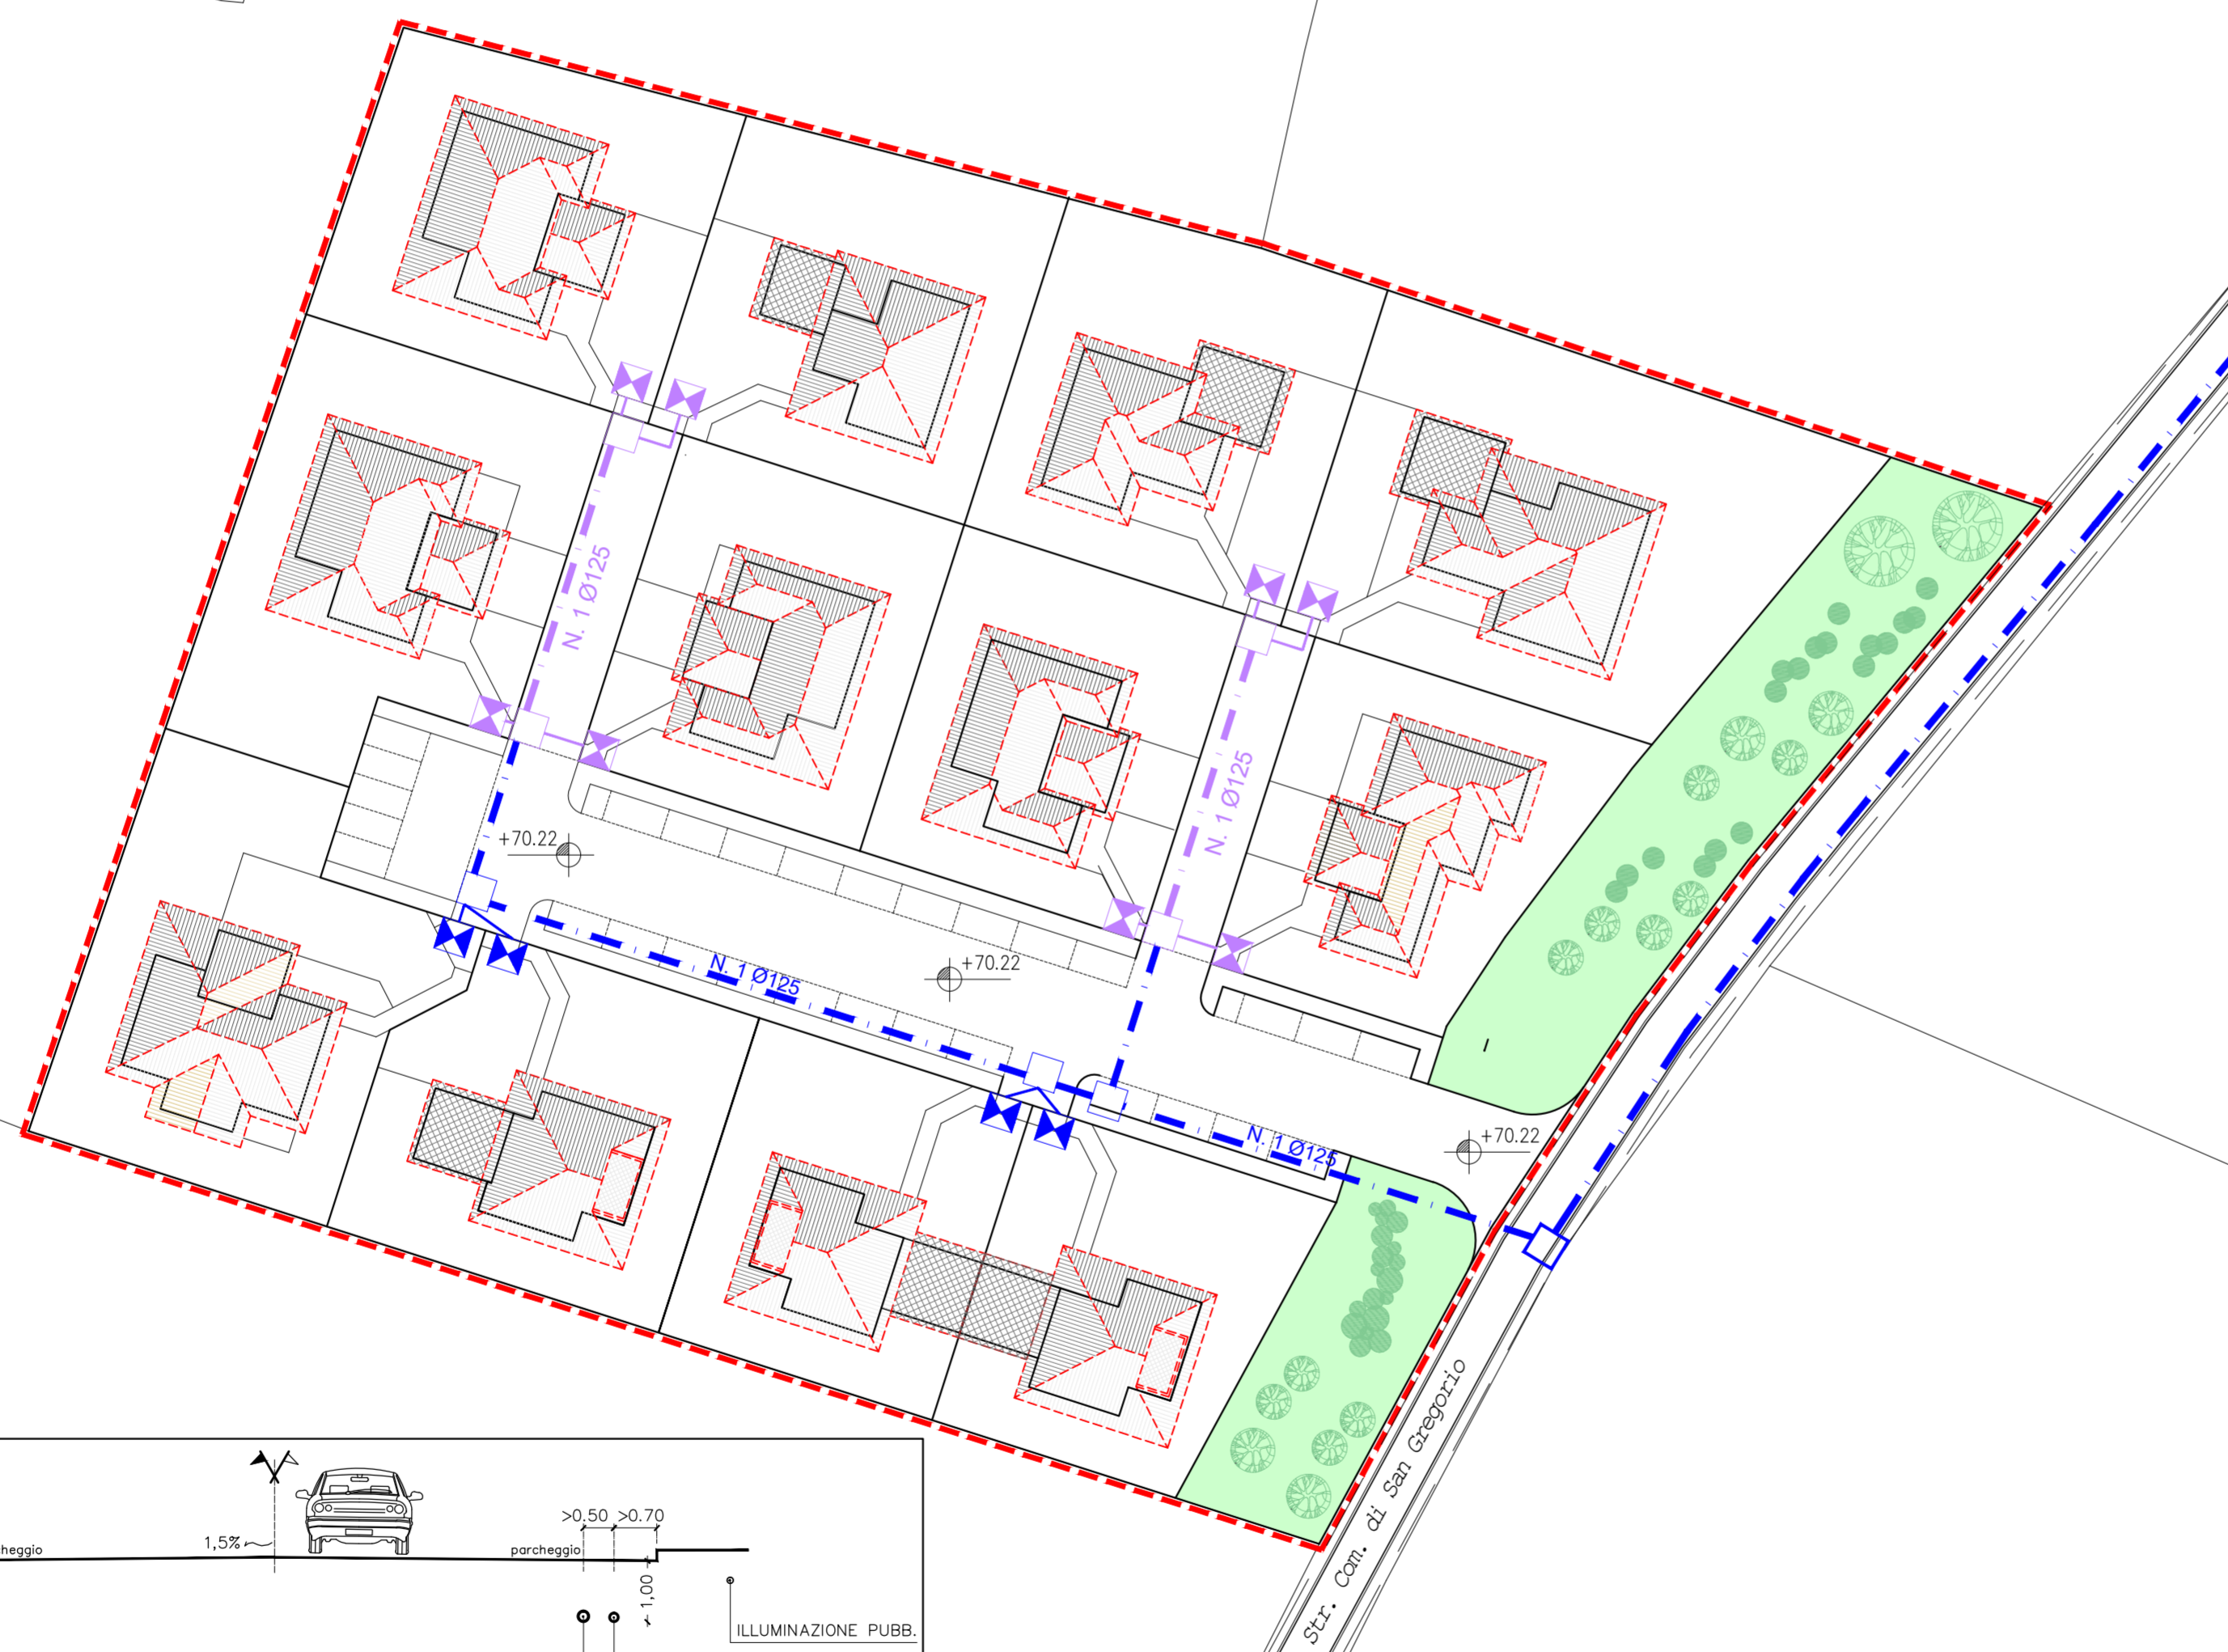 N. 1 Ø125
N. 1 Ø125
+70.22
+70.22
N. 1 Ø125
+70.22
N. 1 Ø125
Str. Com. di San Gregorio
>0.50 >0.70
1,5%
cheggio
parcheggio
1,00
ILLUMINAZIONE PUBB.